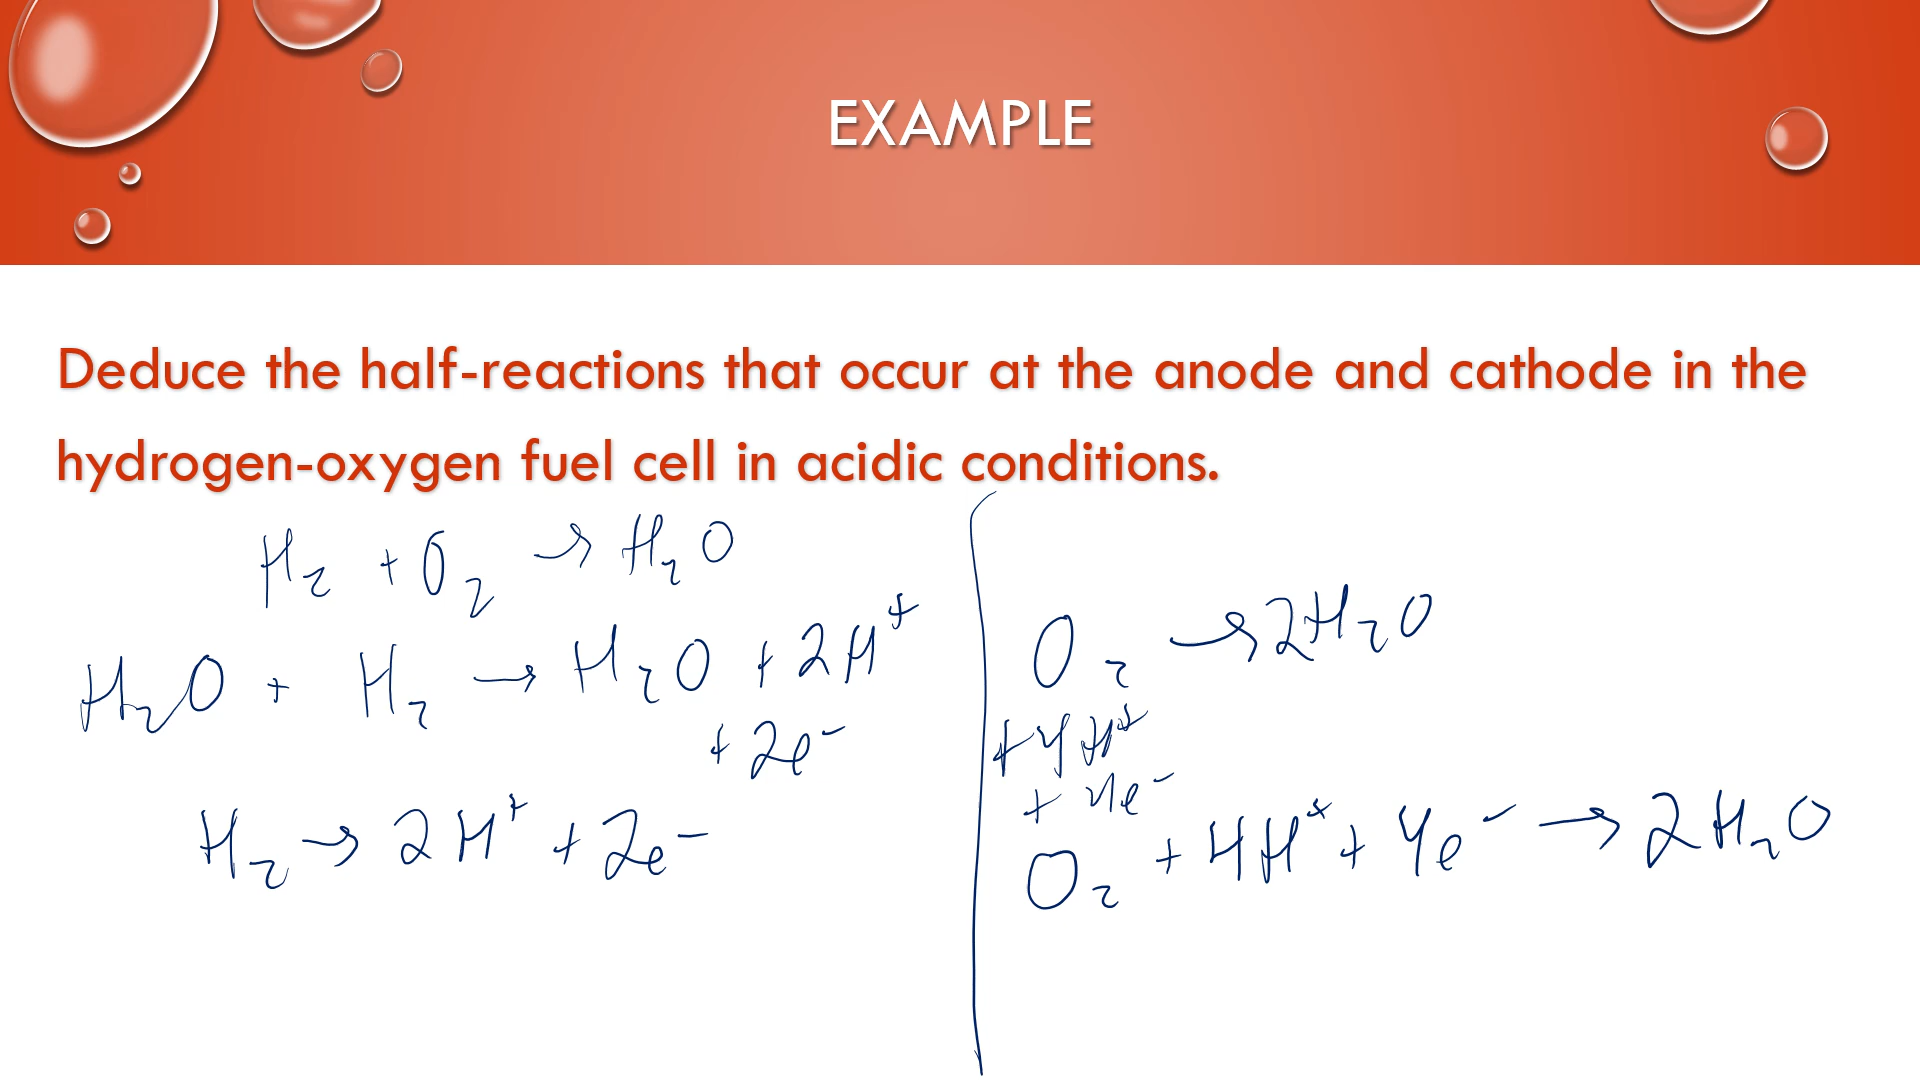 EXAMPLE
Deduce the half-reactions that occur at the anode and cathode in the
hydrogen-oxygen fuel cell in acidic conditions.
H₂ + O₂ → H₂O
H₂O + H₂ → H₂O + 2H⁺
+ 2e⁻
H₂ → 2H⁺ + 2e⁻
O₂ → 2H₂O
+ 4H⁺
+ 4e⁻
O₂ + 4H⁺ + 4e⁻ → 2H₂O